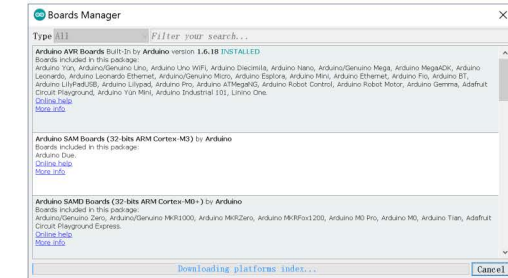 Boards Manager
Type All Filter your search...
Arduino AVR Boards Built-In by Arduino version 1.6.18 INSTALLED
Boards included in this package:
Arduino Yún, Arduino/Genuino Uno, Arduino Uno WiFi, Arduino Diecimila, Arduino Nano, Arduino/Genuino Mega, Arduino MegaADK, Arduino
Leonardo, Arduino Leonardo Ethernet, Arduino/Genuino Micro, Arduino Esplora, Arduino Mini, Arduino Ethernet, Arduino Fio, Arduino BT,
Arduino LilyPadUSB, Arduino Lilypad, Arduino Pro, Arduino ATMegaNG, Arduino Robot Control, Arduino Robot Motor, Arduino Gemma, Adafruit
Circuit Playground, Arduino Yún Mini, Arduino Industrial 101, Linino One.
Online help
More info
Arduino SAM Boards (32-bits ARM Cortex-M3) by Arduino
Boards included in this package:
Arduino Due.
Online help
More info
Arduino SAMD Boards (32-bits ARM Cortex-M0+) by Arduino
Boards included in this package:
Arduino/Genuino Zero, Arduino/Genuino MKR1000, Arduino MKRZero, Arduino MKRFox1200, Arduino M0 Pro, Arduino M0, Arduino Tian, Adafruit
Circuit Playground Express.
Online help
More info
Downloading platforms index... Cancel